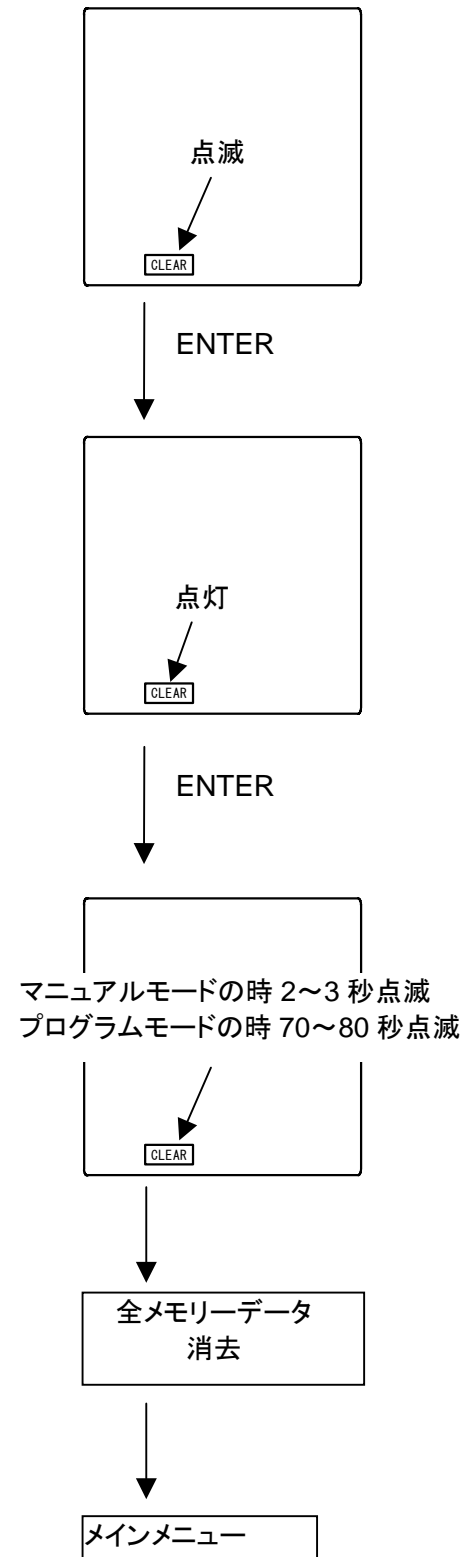 点滅
CLEAR
ENTER
点灯
CLEAR
ENTER
マニュアルモードの時 2～3 秒点滅
プログラムモードの時 70～80 秒点滅
CLEAR
全メモリーデータ
消去
メインメニュー